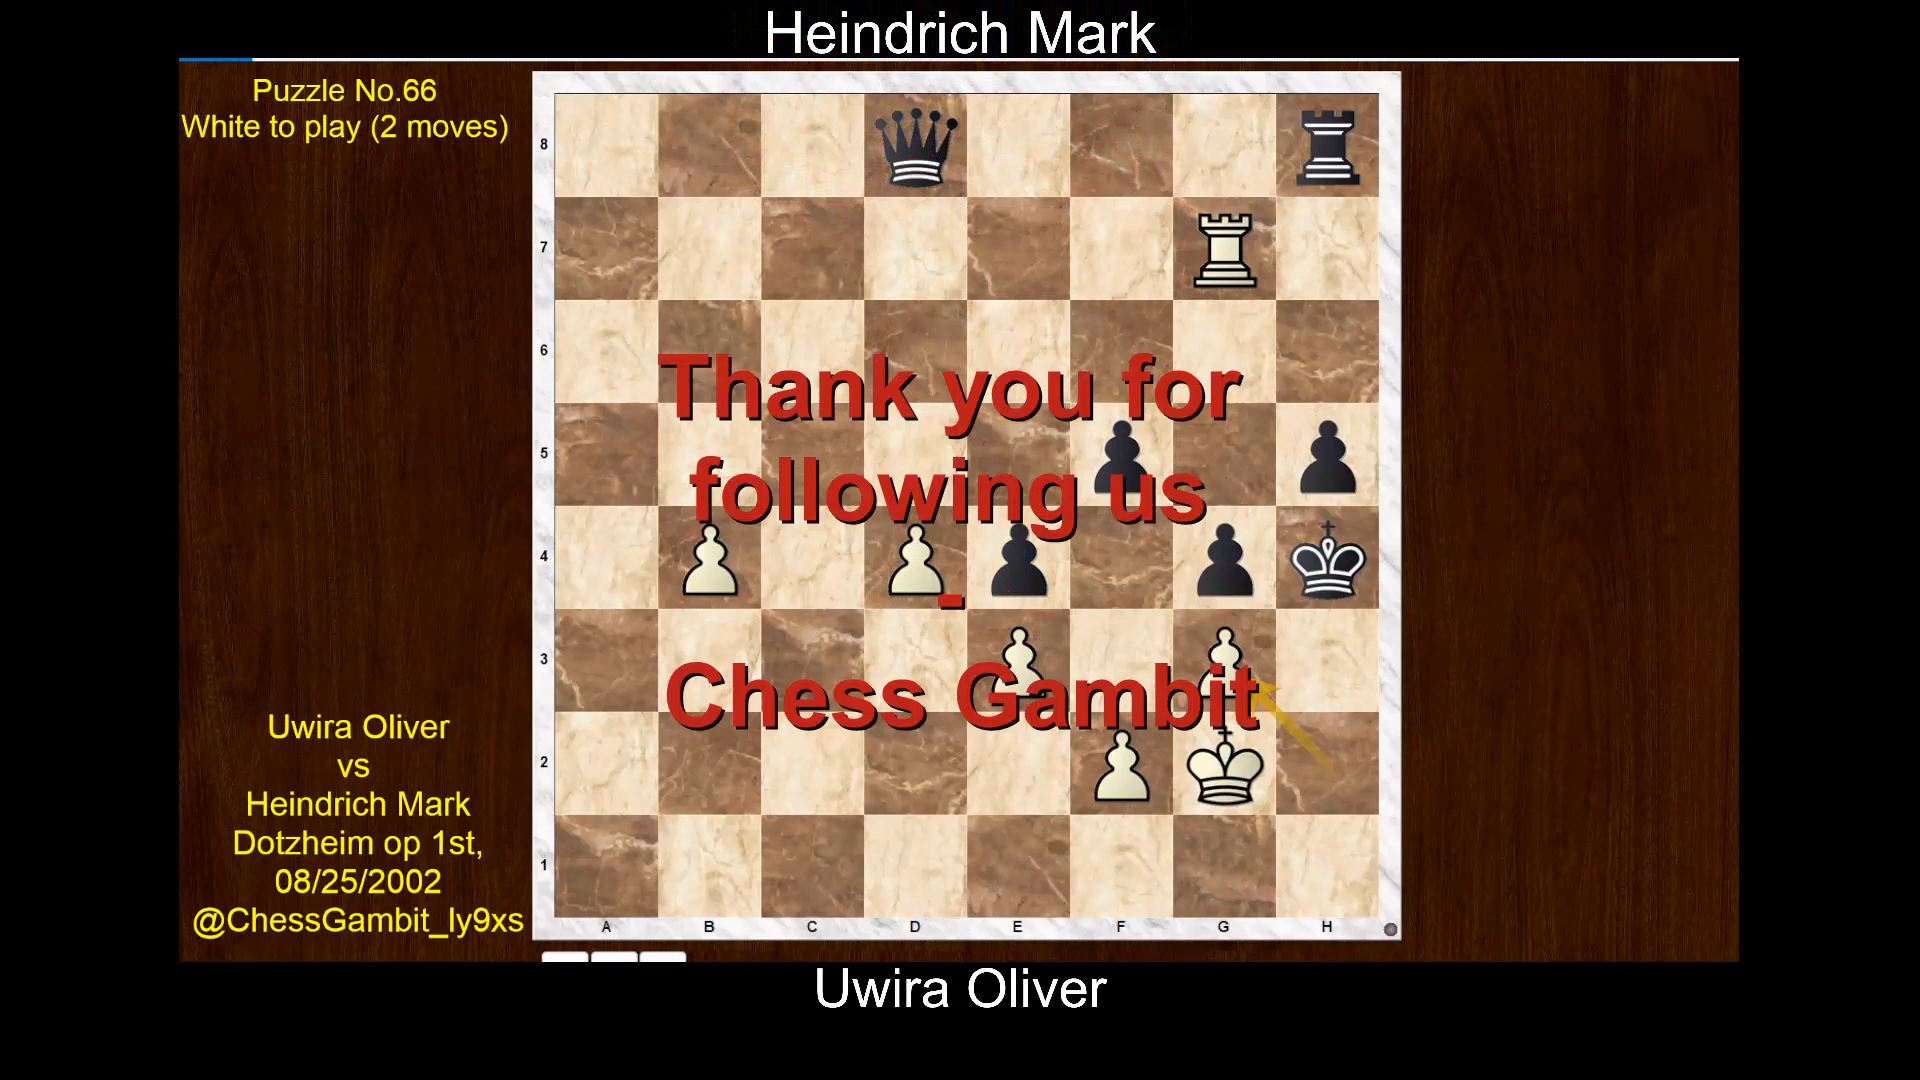 Heindrich Mark
Puzzle No.66
White to play (2 moves)
8
7
6
5
4
3
2
1
Thank you for
following us
-
Chess Gambit
Uwira Oliver
vs
Heindrich Mark
Dotzheim op 1st,
08/25/2002
@ChessGambit_ly9xs
A B C D E F G H
Uwira Oliver